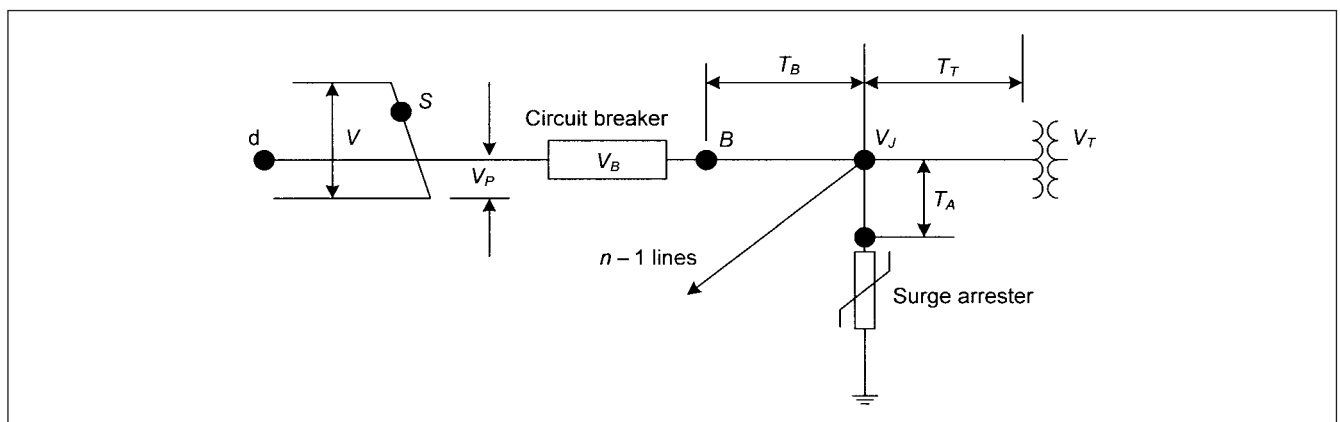 T_B
T_T
d
V
S
V_P
Circuit breaker
V_B
B
V_J
V_T
T_A
n – 1 lines
Surge arrester